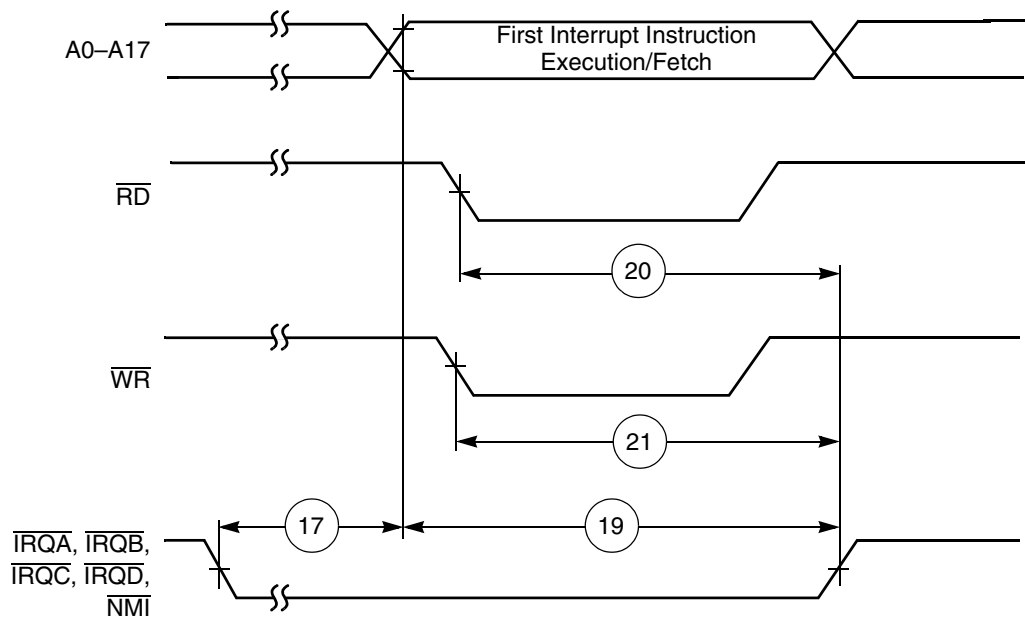 A0–A17
First Interrupt Instruction
Execution/Fetch
RD
20
WR
21
17
19
IRQA, IRQB,
IRQC, IRQD,
NMI